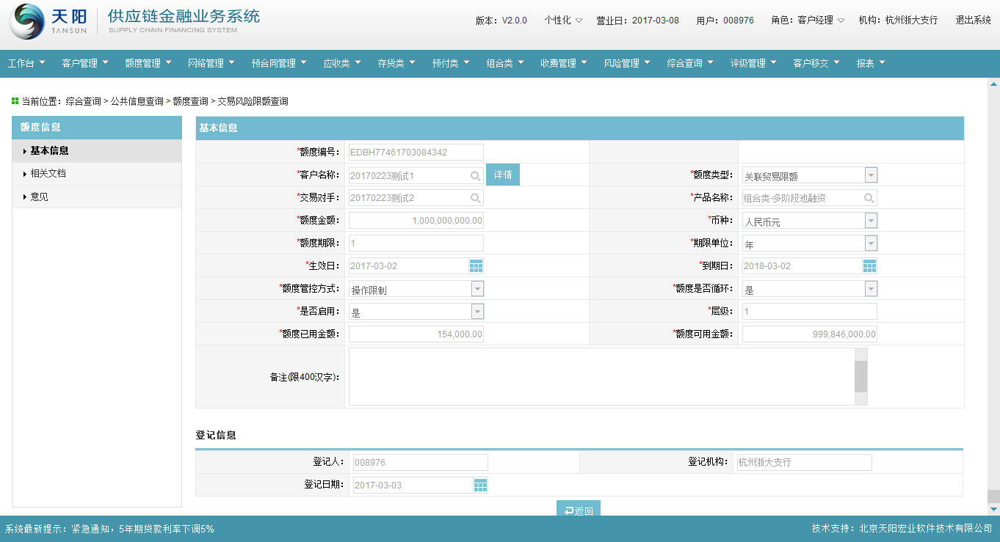 天阳 TANSUN 供应链金融业务系统 SUPPLY CHAIN FINANCING SYSTEM
版本：V2.0.0 个性化 营业日：2017-03-08 用户：008976 角色：客户经理 机构：杭州浙大支行 退出系统
工作台 客户管理 额度管理 网络管理 预合同管理 应收类 存货类 预付类 组合类 收费管理 风险管理 综合查询 评级管理 客户移交 报表
当前位置：综合查询 > 公共信息查询 > 额度查询 > 交易风险限额查询
额度信息
基本信息
相关文档
意见
基本信息
*额度编号： EDBH77461703084342
*客户名称： 20170223测试1 详情 *额度类型： 关联贸易限额
*交易对手： 20170223测试2 *产品名称： 组合类-多阶段池融资
*额度金额： 1,000,000,000.00 *币种： 人民币元
*额度期限： 1 *期限单位： 年
*生效日： 2017-03-02 *到期日： 2018-03-02
*额度管控方式： 操作限制 *额度是否循环： 是
*是否启用： 是 *层级： 1
*额度已用金额： 154,000.00 *额度可用金额： 999,846,000.00
备注(限400汉字)：
登记信息
登记人： 008976 登记机构： 杭州浙大支行
登记日期： 2017-03-03
返回
系统最新提示：紧急通知，5年期贷款利率下调5% 技术支持：北京天阳宏业软件技术有限公司